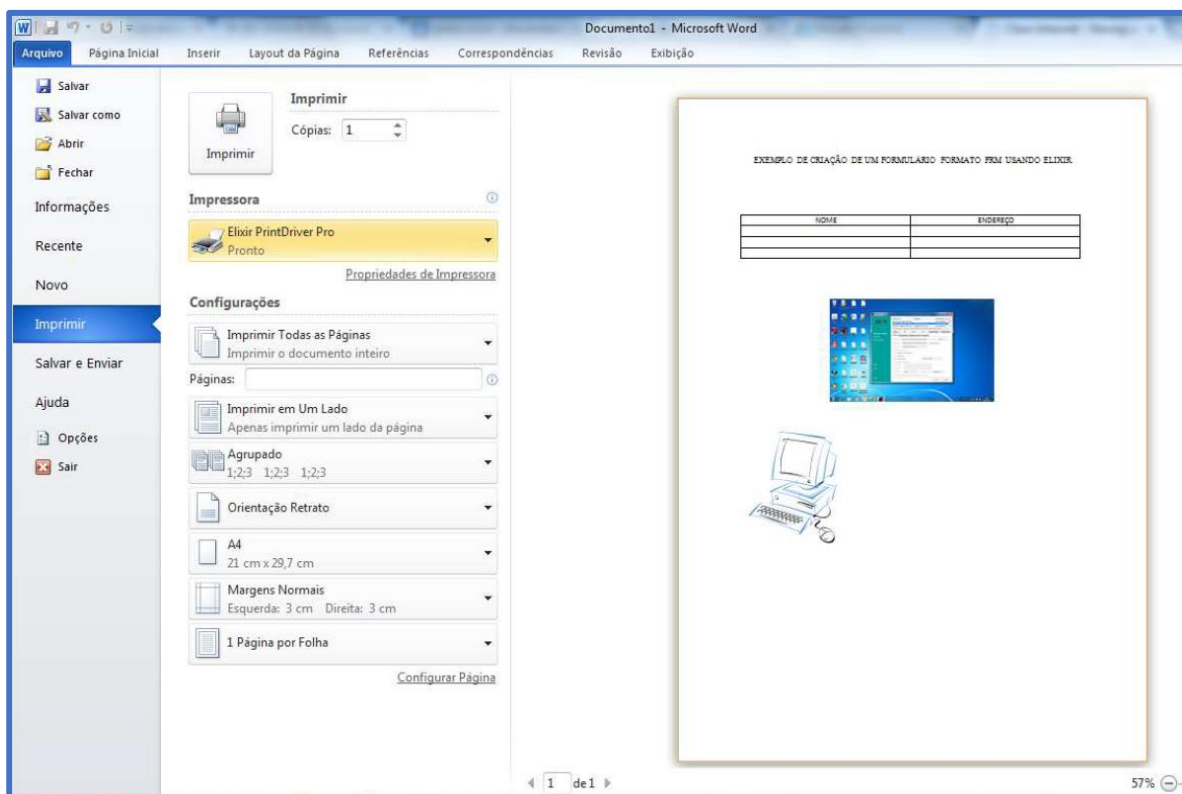 Documento1 - Microsoft Word
Arquivo Página Inicial Inserir Layout da Página Referências Correspondências Revisão Exibição
Salvar
Salvar como
Abrir
Fechar
Informações
Recente
Novo
Imprimir
Salvar e Enviar
Ajuda
Opções
Sair
Imprimir
Imprimir
Cópias: 1
Impressora
Elixir PrintDriver Pro
Pronto
Propriedades de Impressora
Configurações
Imprimir Todas as Páginas
Imprimir o documento inteiro
Páginas:
Imprimir em Um Lado
Apenas imprimir um lado da página
Agrupado
1;2;3 1;2;3 1;2;3
Orientação Retrato
A4
21 cm x 29,7 cm
Margens Normais
Esquerda: 3 cm Direita: 3 cm
1 Página por Folha
Configurar Página
EXEMPLO DE CRIAÇÃO DE UM FORMULÁRIO FORMATO FRM USANDO ELIXIR
NOME ENDEREÇO
1 de 1
57%